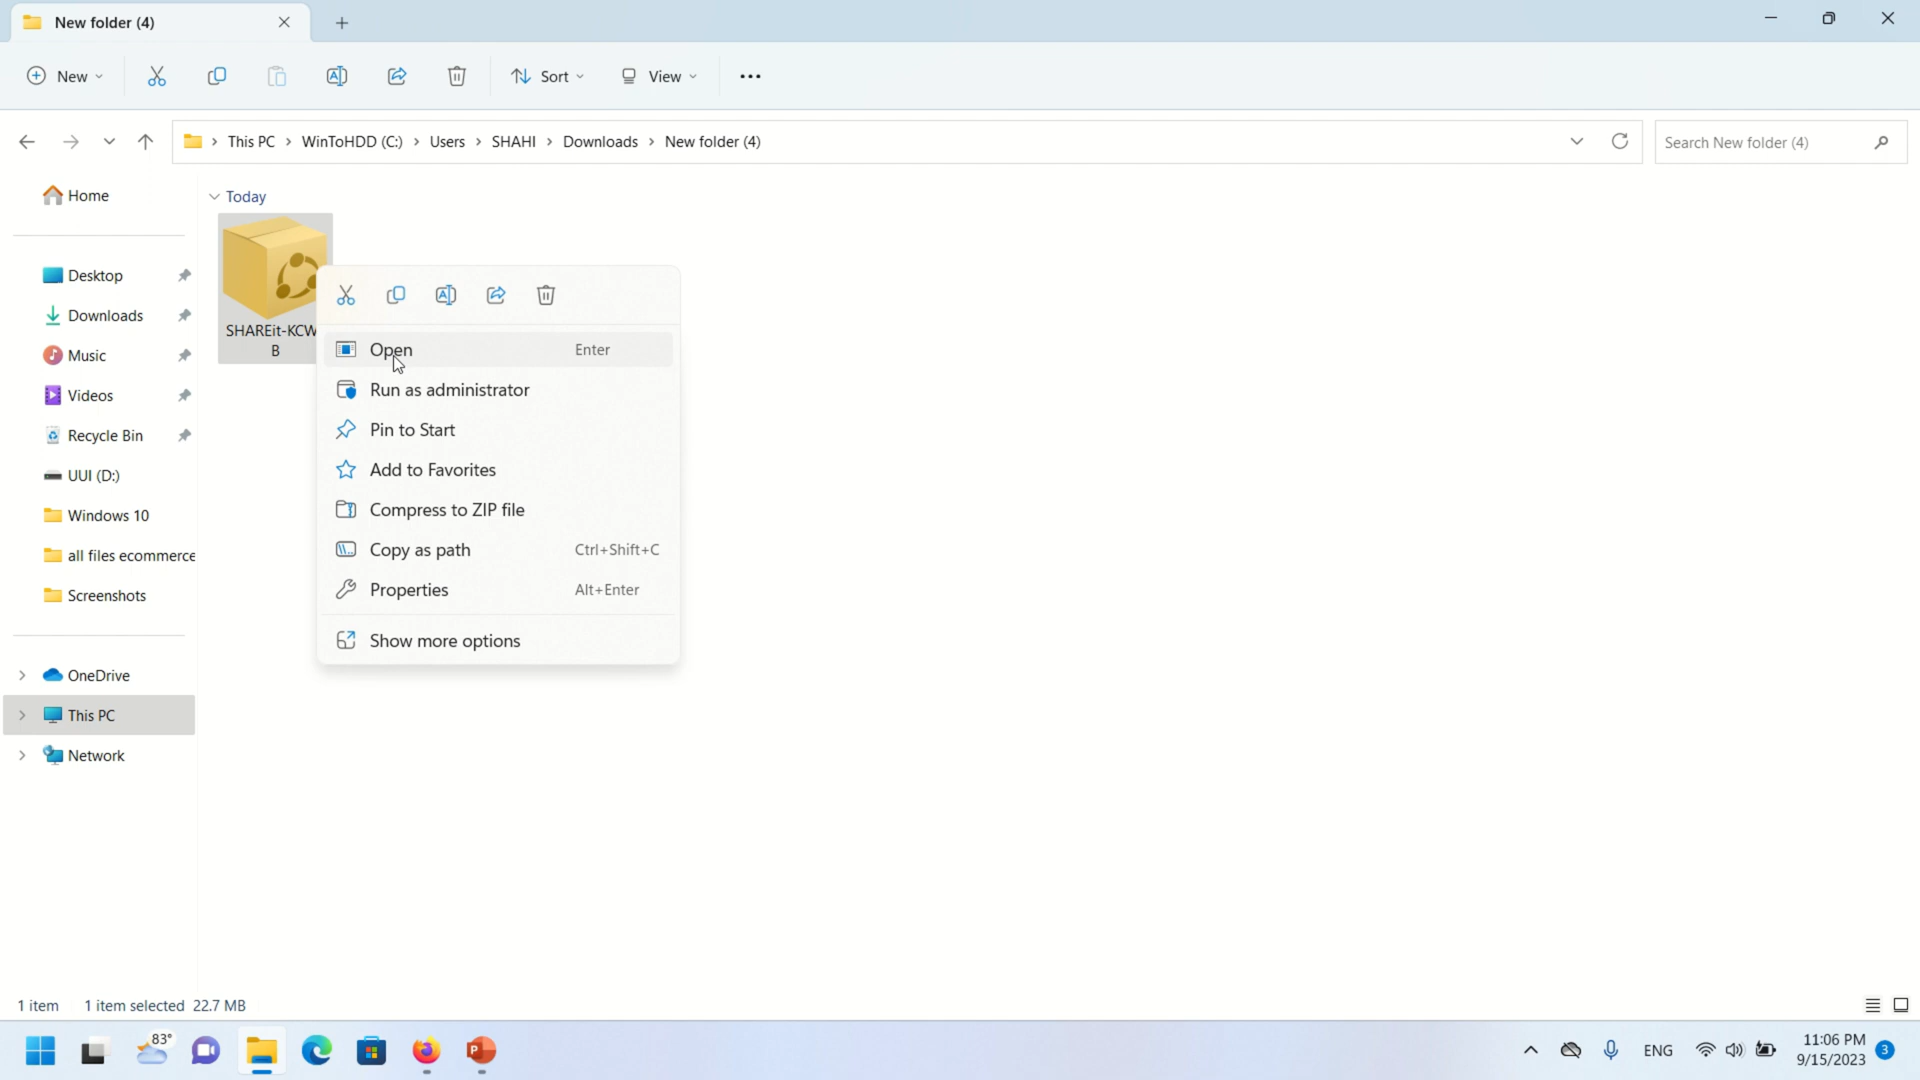 New folder (4)
New
Sort
View
This PC
WinToHDD (C:)
Users
SHAHI
Downloads
New folder (4)
Search New folder (4)
Home
Desktop
Downloads
Music
Videos
Recycle Bin
UUI (D:)
Windows 10
all files ecommerce
Screenshots
OneDrive
This PC
Network
Today
SHAREit-KCW
B
Open Enter
Run as administrator
Pin to Start
Add to Favorites
Compress to ZIP file
Copy as path Ctrl+Shift+C
Properties Alt+Enter
Show more options
1 item 1 item selected 22.7 MB
83°
ENG
11:06 PM
9/15/2023
3